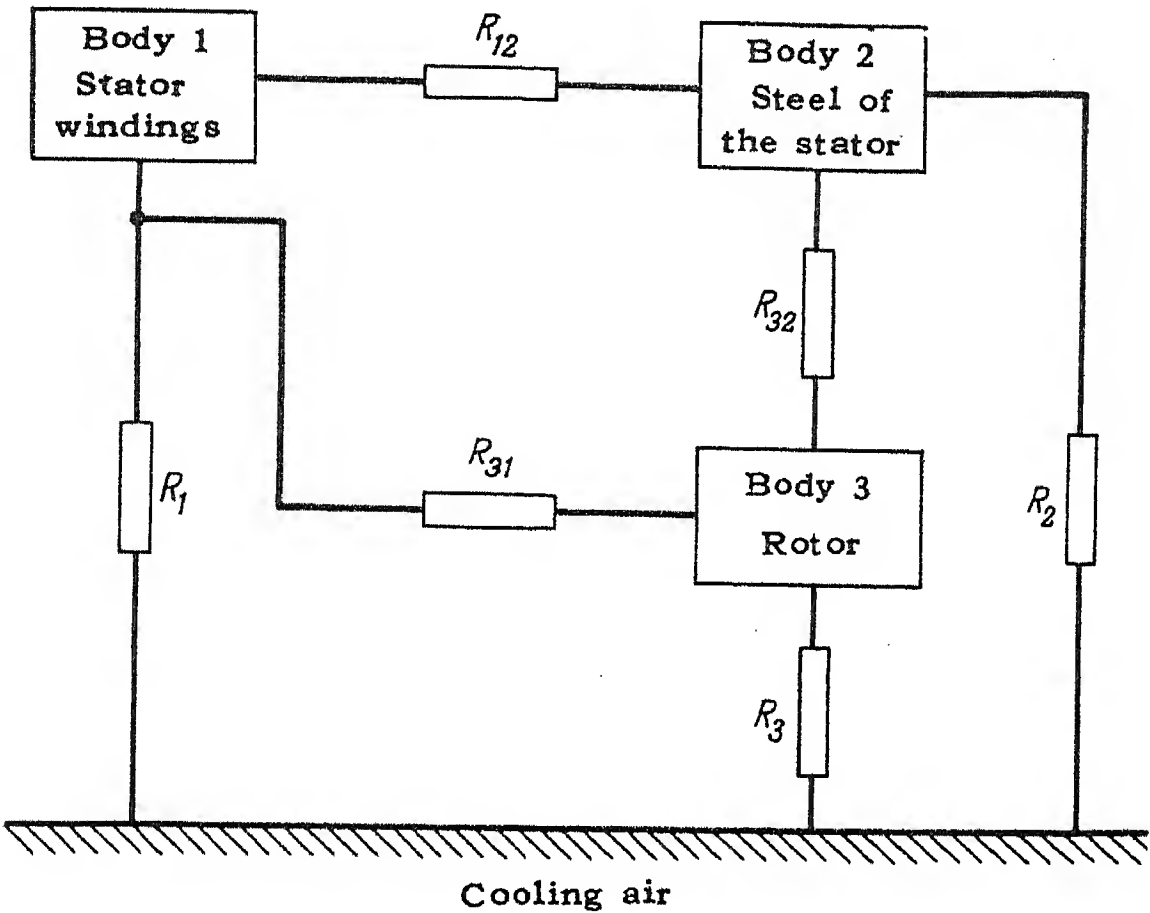 Body 1
Stator
windings
R12
Body 2
Steel of
the stator
R32
R1
R31
Body 3
Rotor
R2
R3
Cooling air